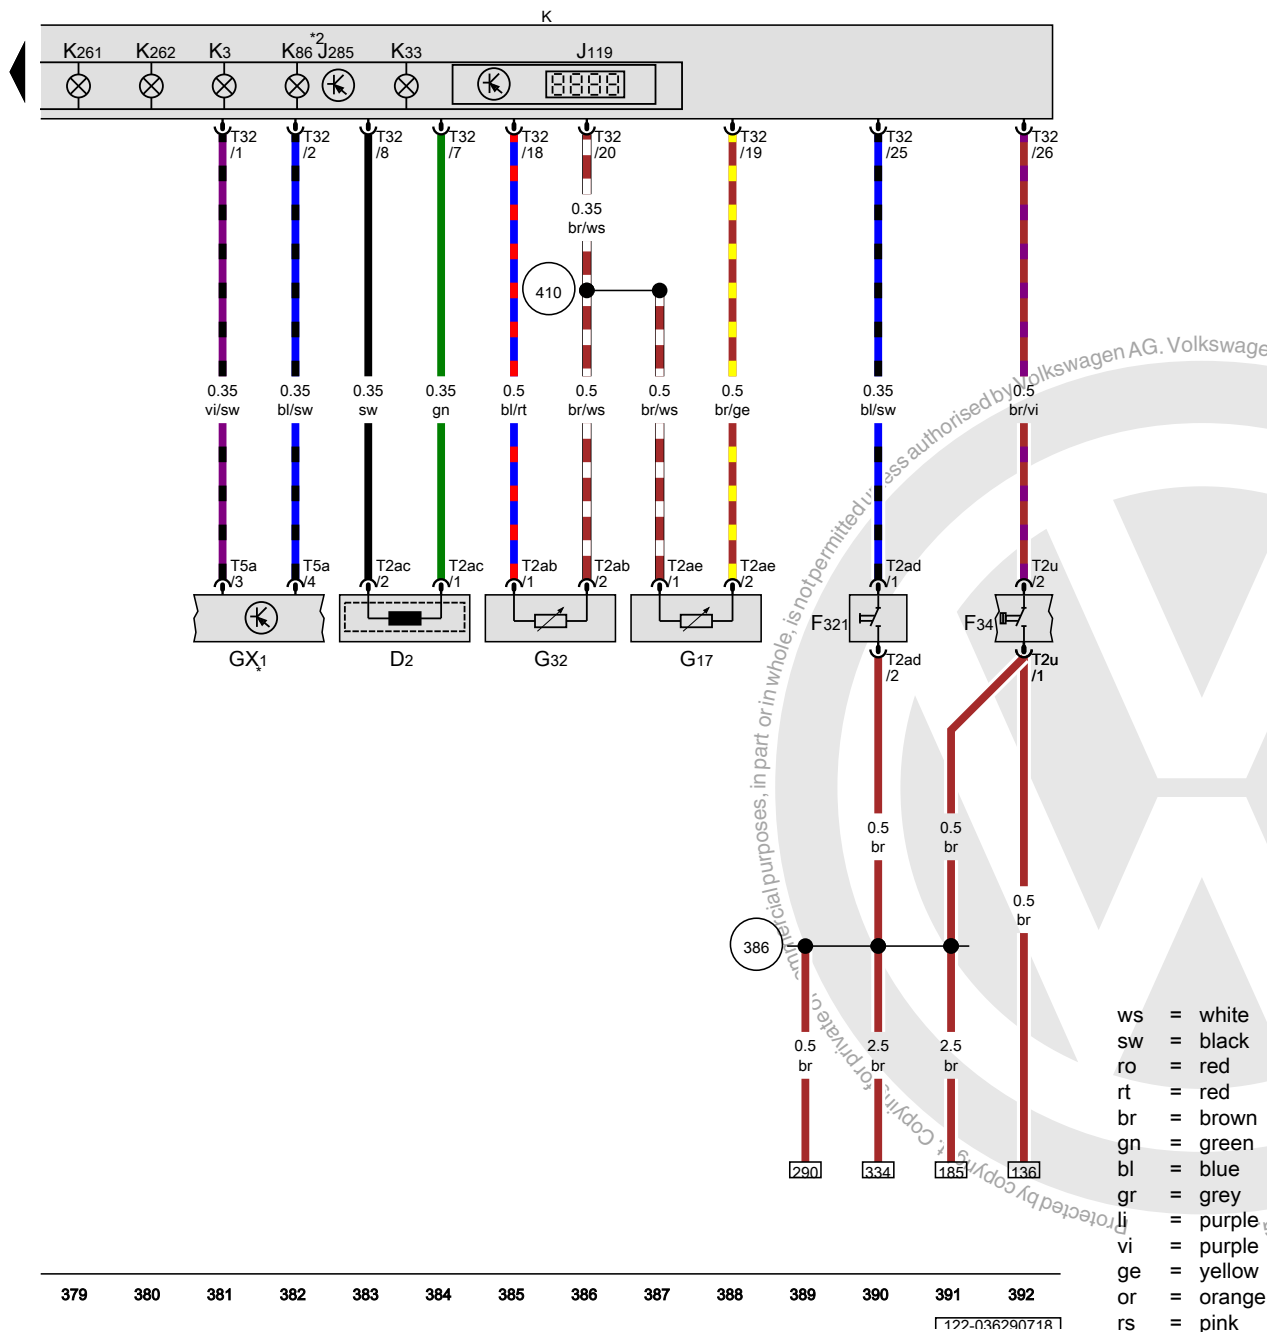 K
K261 K262 K3 K86 *2 J285 K33 J119
T32 /1
T32 /2
T32 /8
T32 /7
T32 /18
T32 /20
T32 /19
T32 /25
T32 /26
0.35
br/ws
410
0.35 vi/sw
0.35 bl/sw
0.35 sw
0.35 gn
0.5 bl/rt
0.5 br/ws
0.5 br/ws
0.5 br/ge
0.35 bl/sw
0.5 br/vi
T5a /3
T5a /4
T2ac /2
T2ac /1
T2ab /1
T2ab /2
T2ae /1
T2ae /2
T2ad /1
T2u /2
GX1 *
D2
G32
G17
F321
F34
T2ad /2
T2u /1
0.5 br
0.5 br
0.5 br
386
0.5 br
2.5 br
2.5 br
290 334 185 136
Protected by copyright. Copying for private or commercial purposes, in part or in whole, is not permitted unless authorised by Volkswagen AG. Volkswage
ws = white
sw = black
ro = red
rt = red
br = brown
gn = green
bl = blue
gr = grey
li = purple
vi = purple
ge = yellow
or = orange
rs = pink
379 380 381 382 383 384 385 386 387 388 389 390 391 392
122-036290718